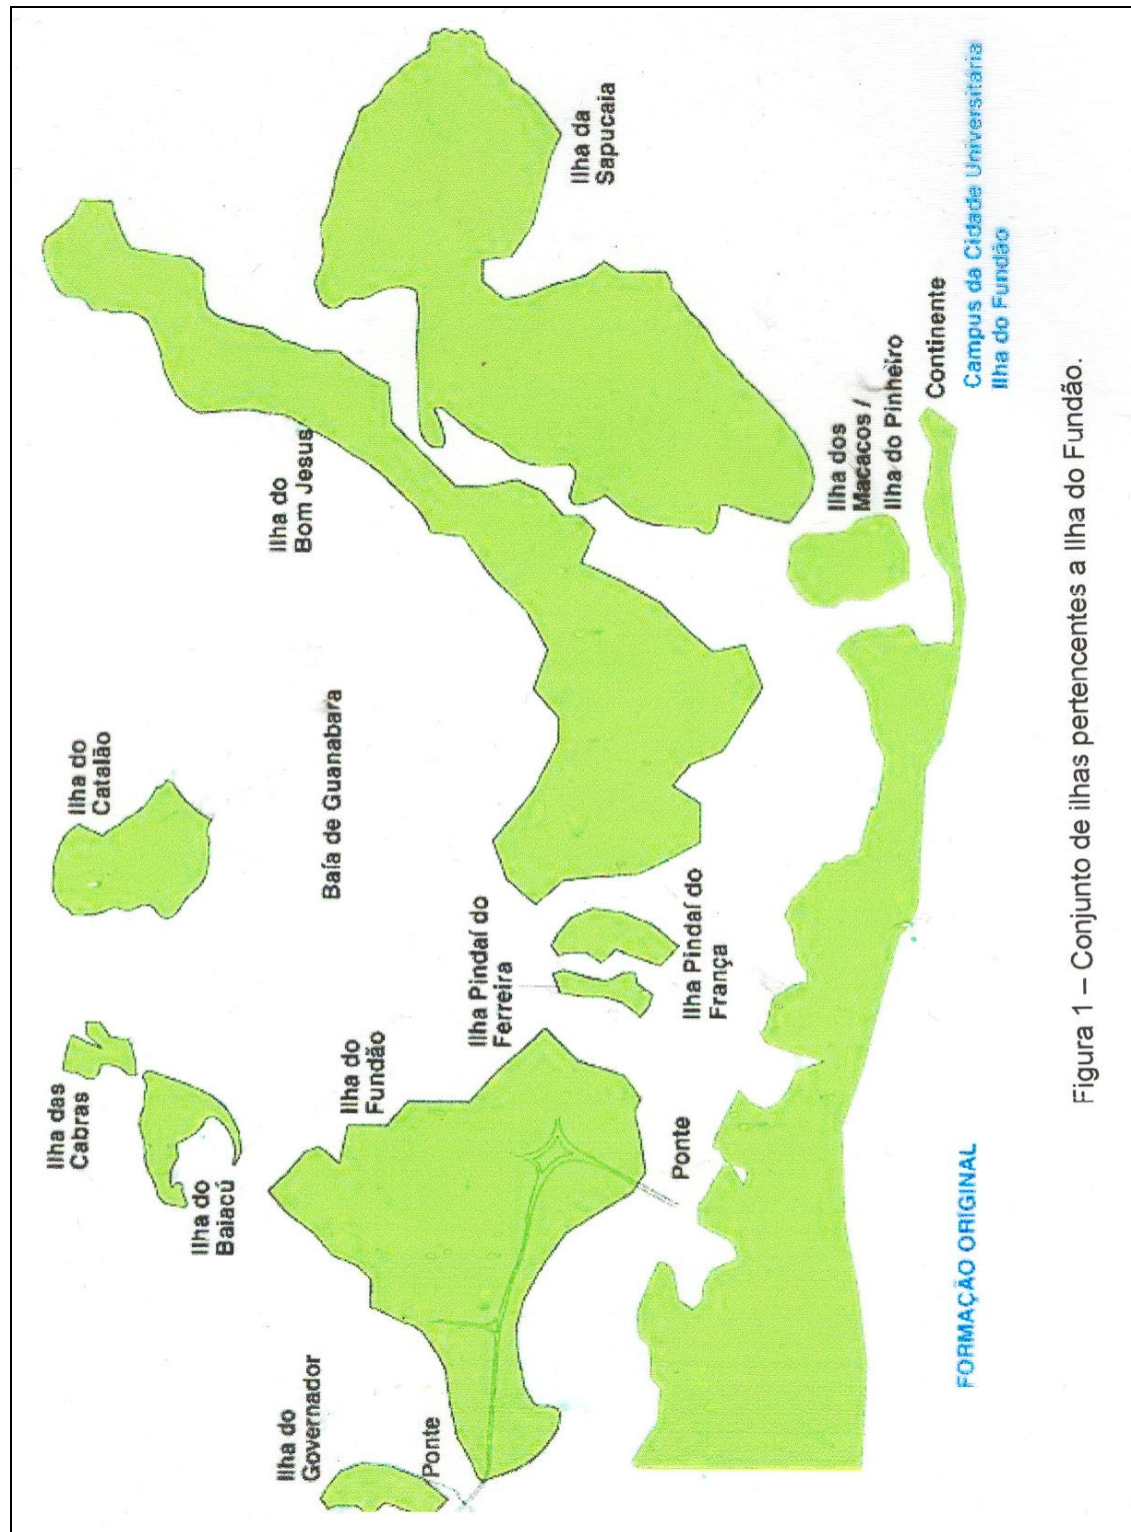 Ilha das
Cabras
Ilha do
Catalão
Ilha do
Baiacú
Ilha do
Governador
Ilha do
Bom Jesus
Baía de Guanabara
Ilha do
Fundão
Ponte
Ilha Pindaí do
Ferreira
Ilha da
Sapucaia
Ponte
Ilha Pindaí do
França
Ilha dos
Macacos /
Ilha do Pinheiro
Continente
FORMAÇÃO ORIGINAL
Campus da Cidade Universitária
Ilha do Fundão
Figura 1 – Conjunto de ilhas pertencentes a Ilha do Fundão.